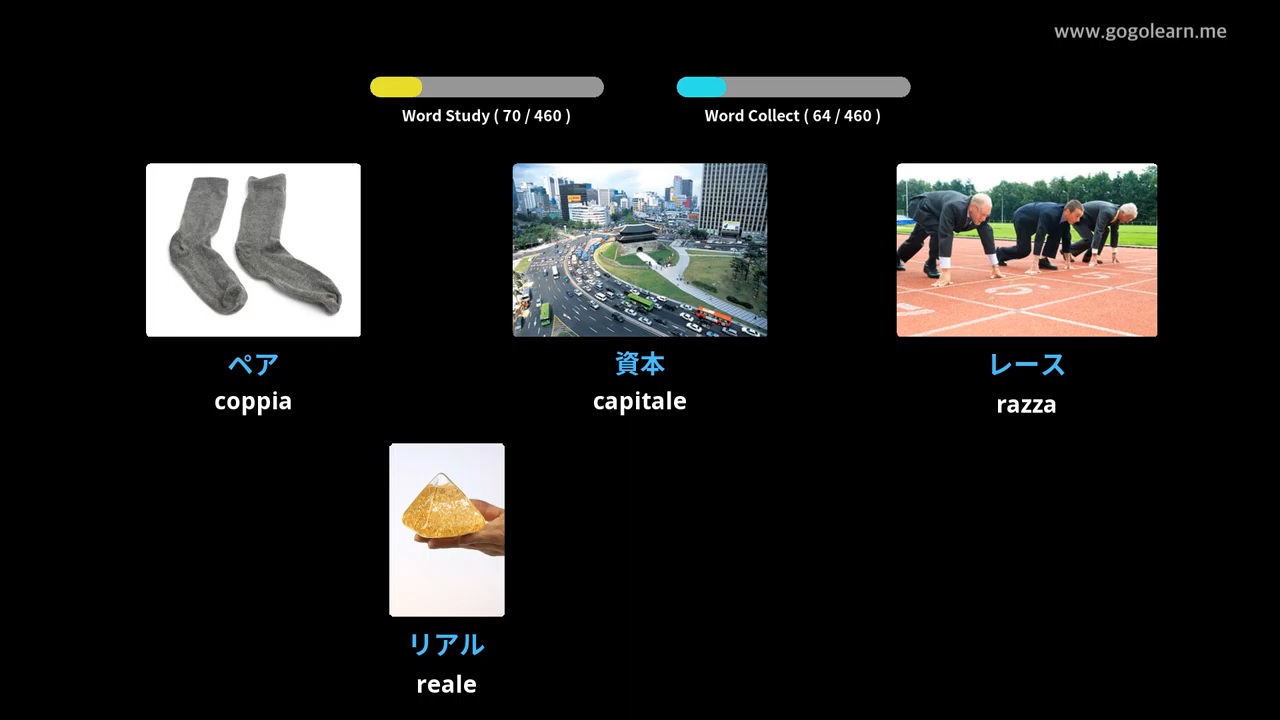 www.gogolearn.me
Word Study ( 70 / 460 )
Word Collect ( 64 / 460 )
ペア
coppia
資本
capitale
レース
razza
リアル
reale